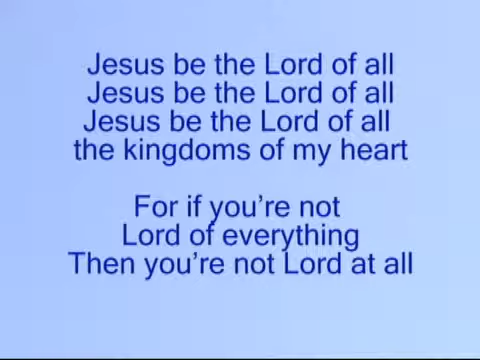 Jesus be the Lord of all
Jesus be the Lord of all
Jesus be the Lord of all
the kingdoms of my heart
For if you’re not
Lord of everything
Then you’re not Lord at all